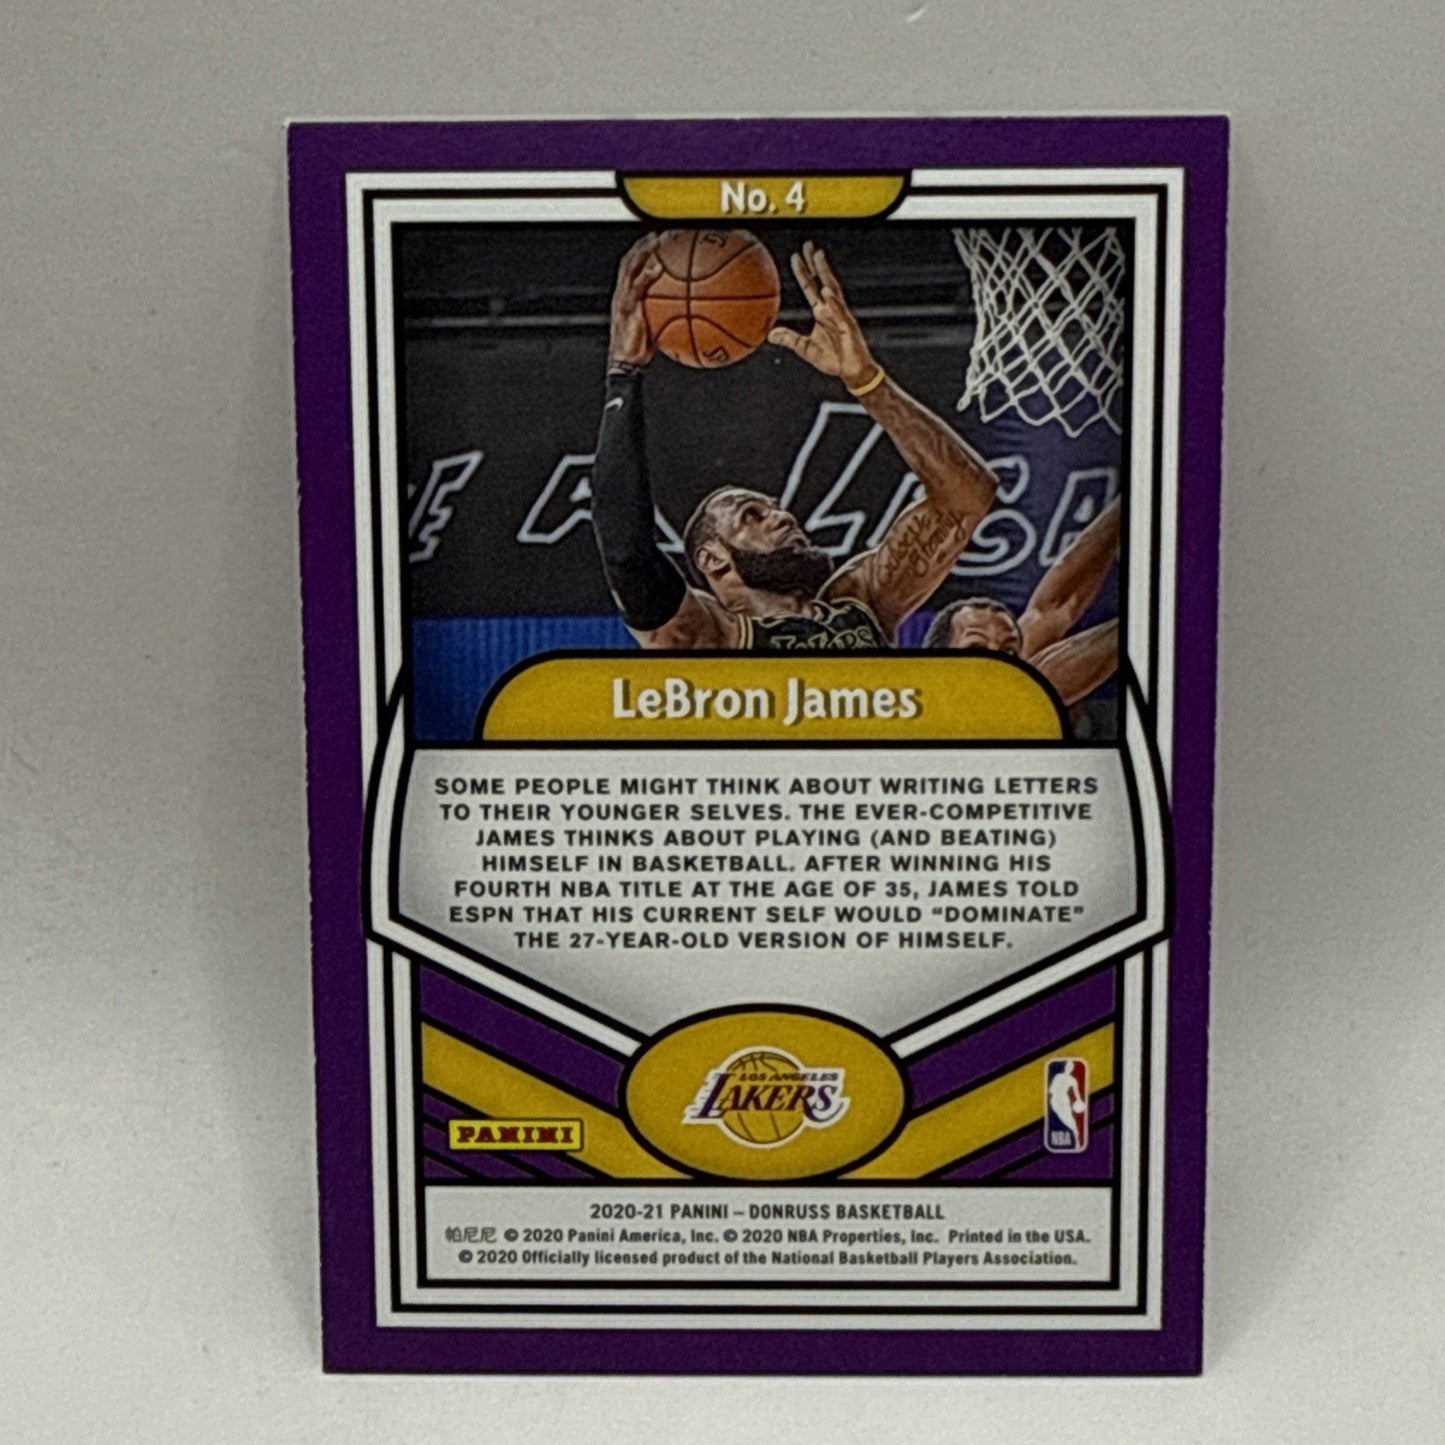 No. 4
LeBron James
SOME PEOPLE MIGHT THINK ABOUT WRITING LETTERS
TO THEIR YOUNGER SELVES. THE EVER-COMPETITIVE
JAMES THINKS ABOUT PLAYING (AND BEATING)
HIMSELF IN BASKETBALL. AFTER WINNING HIS
FOURTH NBA TITLE AT THE AGE OF 35, JAMES TOLD
ESPN THAT HIS CURRENT SELF WOULD “DOMINATE”
THE 27-YEAR-OLD VERSION OF HIMSELF.
LOS ANGELES
LAKERS
PANINI
NBA
2020-21 PANINI – DONRUSS BASKETBALL
帕尼尼 © 2020 Panini America, Inc. © 2020 NBA Properties, Inc. Printed in the USA.
© 2020 Officially licensed product of the National Basketball Players Association.